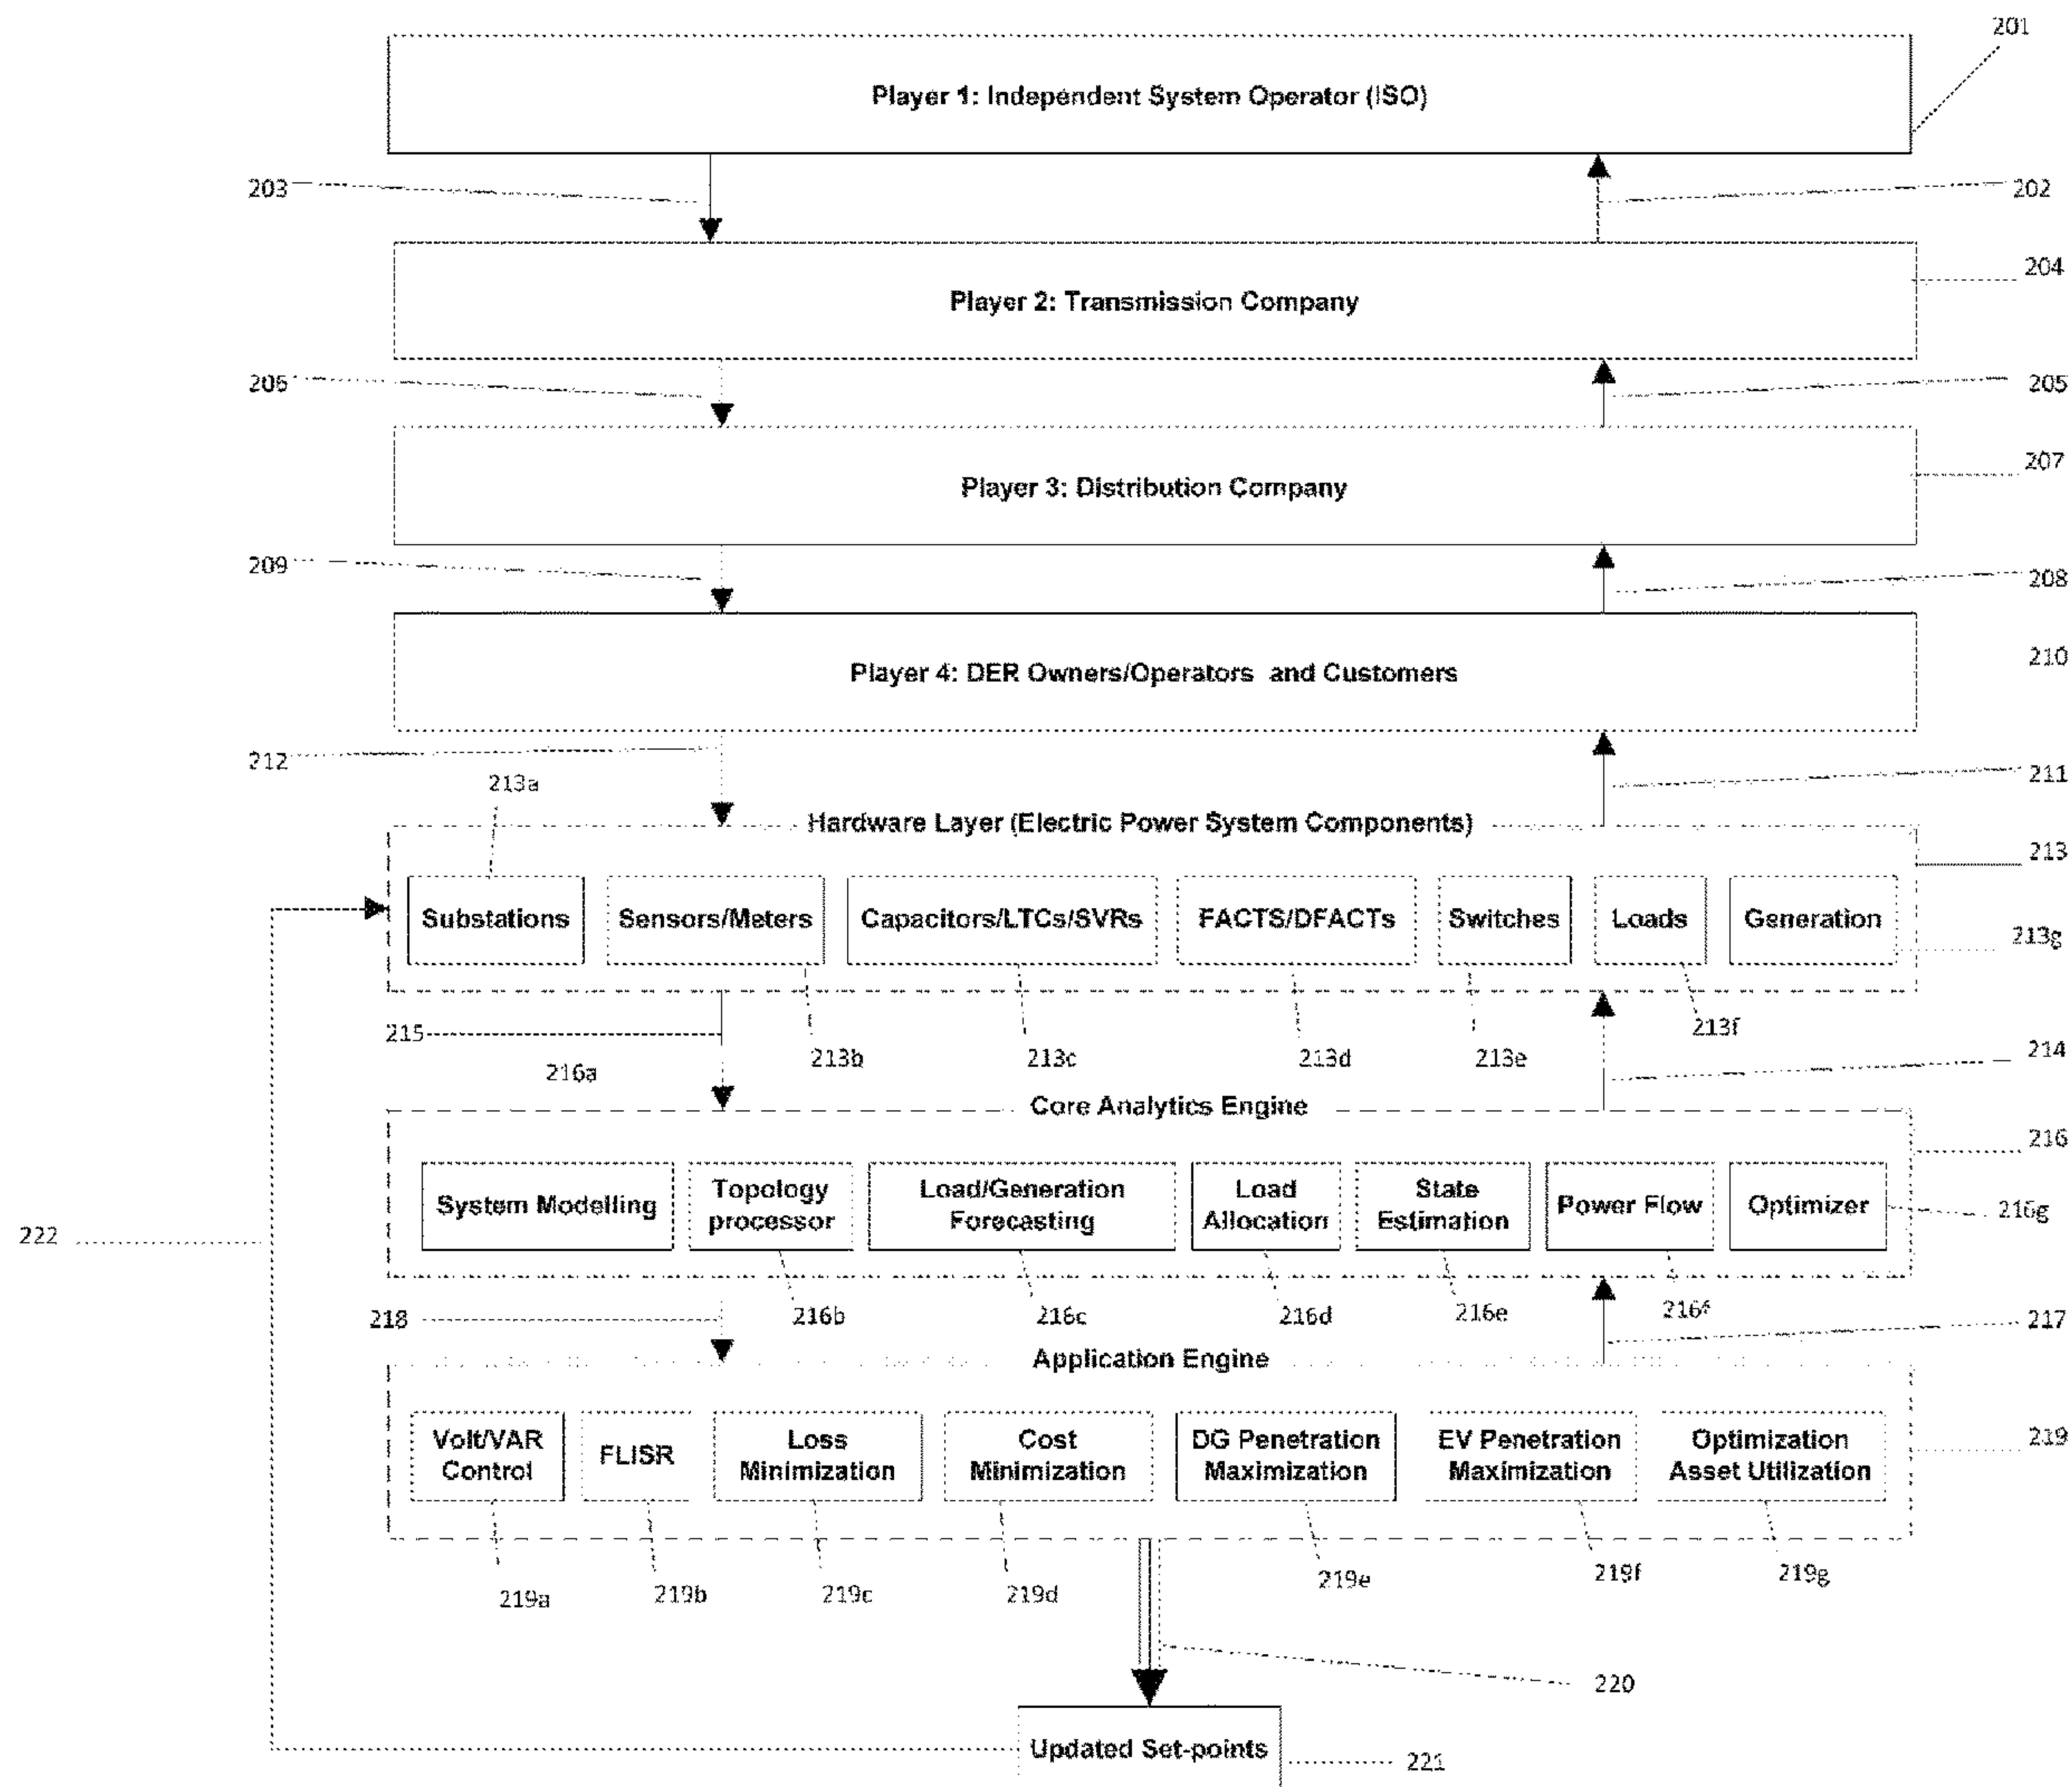 201
Player 1: Independent System Operator (ISO)
203
202
204
Player 2: Transmission Company
206
205
207
Player 3: Distribution Company
209
208
Player 4: DER Owners/Operators and Customers
210
212
211
213a
Hardware Layer (Electric Power System Components)
213
Substations
Sensors/Meters
Capacitors/LTCs/SVRs
FACTS/DFACTs
Switches
Loads
Generation
213g
215
213b
213c
213d
213e
213f
214
216a
Core Analytics Engine
216
System Modelling
Topology
processor
Load/Generation
Forecasting
Load
Allocation
State
Estimation
Power Flow
Optimizer
216g
222
218
216b
216c
216d
216e
216f
217
Application Engine
Volt/VAR
Control
FLISR
Loss
Minimization
Cost
Minimization
DG Penetration
Maximization
EV Penetration
Maximization
Optimization
Asset Utilization
219
219a
219b
219c
219d
219e
219f
219g
220
Updated Set-points
221